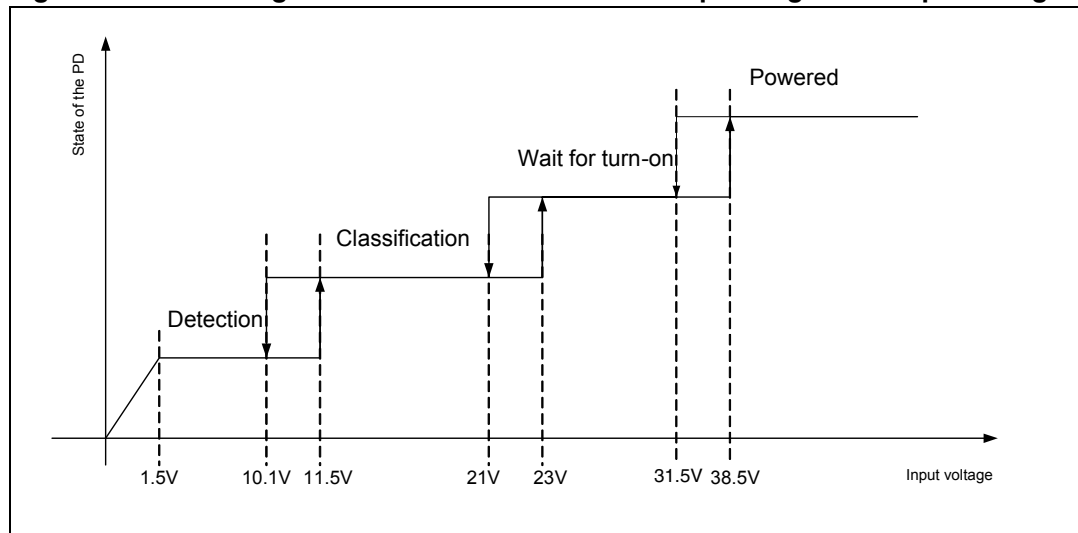 State of the PD
Powered
Wait for turn-on
Classification
Detection
1.5V 10.1V 11.5V 21V 23V 31.5V 38.5V Input voltage